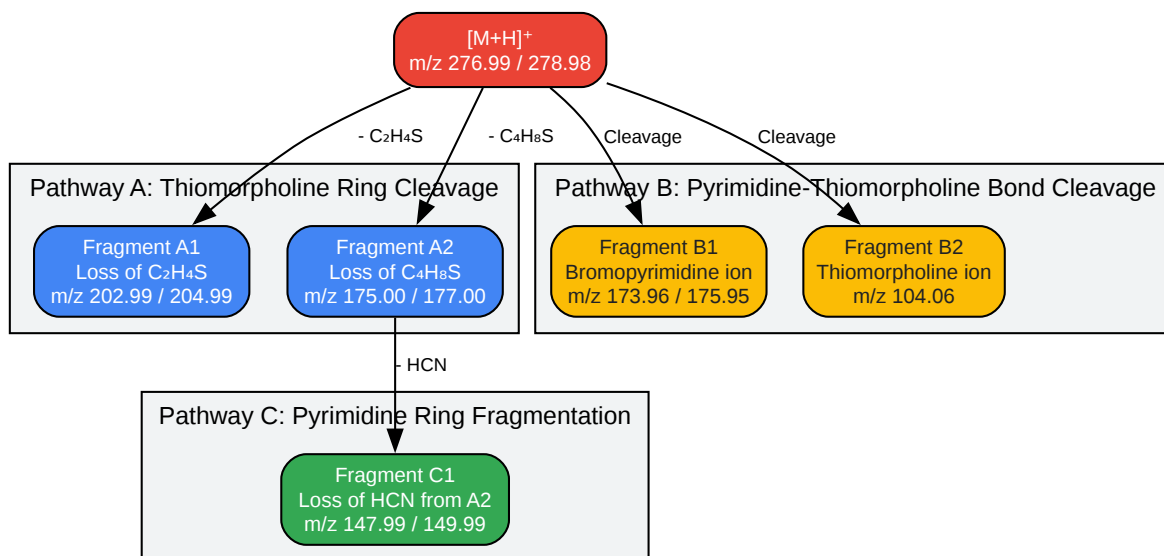 [M+H]⁺
m/z 276.99 / 278.98
- C₂H₄S
- C₄H₈S
Cleavage
Cleavage
Pathway A: Thiomorpholine Ring Cleavage
Fragment A1
Loss of C₂H₄S
m/z 202.99 / 204.99
Fragment A2
Loss of C₄H₈S
m/z 175.00 / 177.00
Pathway B: Pyrimidine-Thiomorpholine Bond Cleavage
Fragment B1
Bromopyrimidine ion
m/z 173.96 / 175.95
Fragment B2
Thiomorpholine ion
m/z 104.06
- HCN
Pathway C: Pyrimidine Ring Fragmentation
Fragment C1
Loss of HCN from A2
m/z 147.99 / 149.99